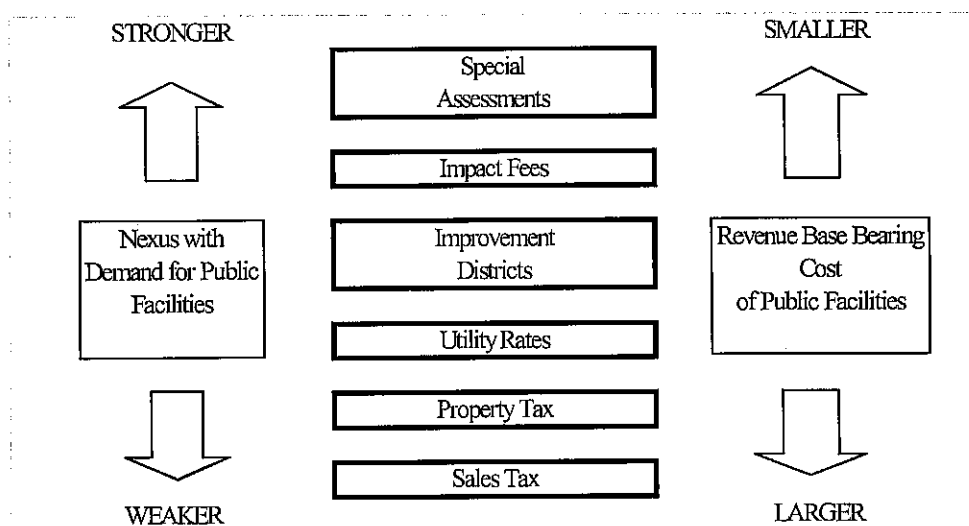 STRONGER
SMALLER
Special
Assessments
Impact Fees
Nexus with
Demand for Public
Facilities
Improvement
Districts
Revenue Base Bearing
Cost
of Public Facilities
Utility Rates
Property Tax
Sales Tax
WEAKER
LARGER